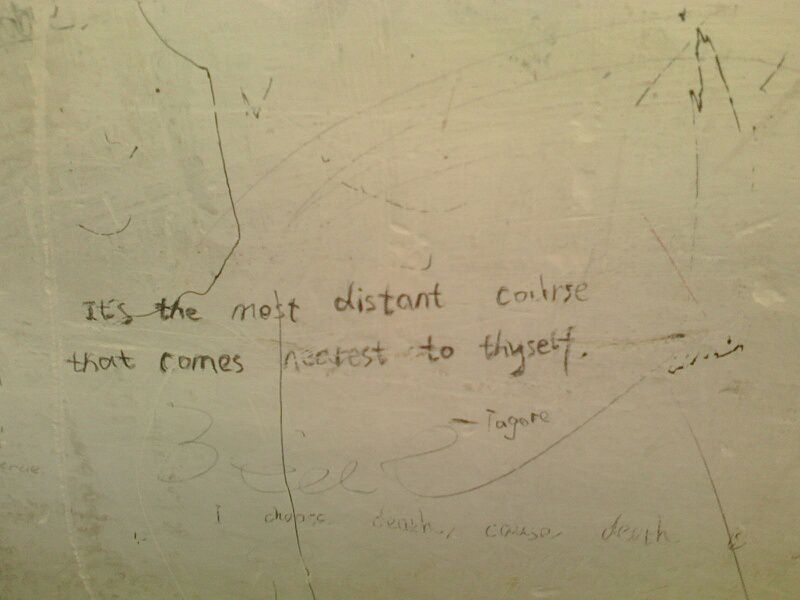 It's the most distant course
that comes nearest to thyself.
— Tagore
I choose death, cause death